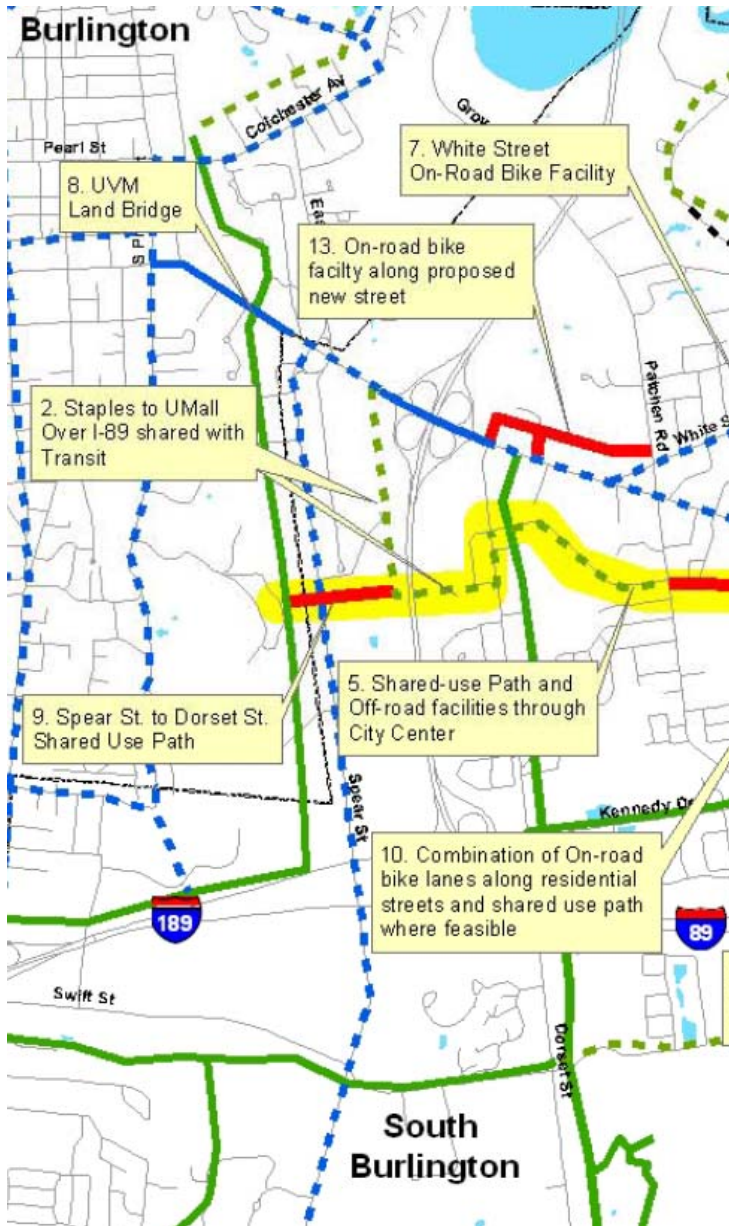 Burlington
Colchester Av
Pearl St
8. UVM
Land Bridge
7. White Street
On-Road Bike Facility
13. On-road bike
facilty along proposed
new street
2. Staples to UMall
Over I-89 shared with
Transit
Patchen Rd
5. Shared-use Path and
Off-road facilities through
City Center
9. Spear St. to Dorset St.
Shared Use Path
Spear St
10. Combination of On-road
bike lanes along residential
streets and shared use path
where feasible
189
89
Swift St
Dorset St
South
Burlington